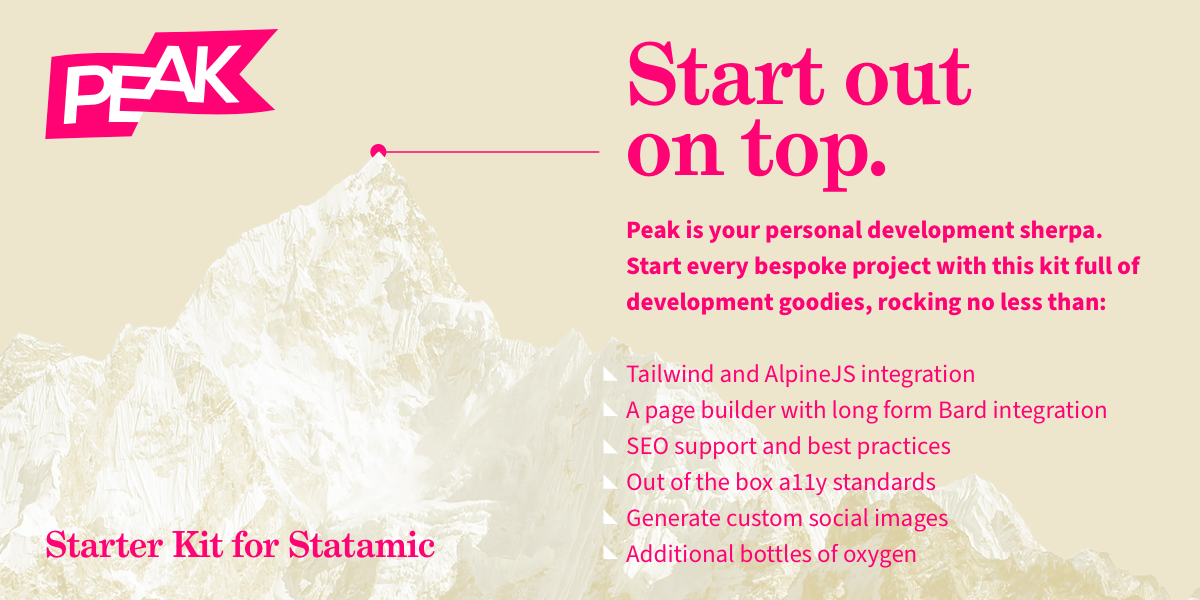 PEAK
Start out
on top.
Peak is your personal development sherpa.
Start every bespoke project with this kit full of
development goodies, rocking no less than:
Tailwind and AlpineJS integration
A page builder with long form Bard integration
SEO support and best practices
Out of the box a11y standards
Generate custom social images
Additional bottles of oxygen
Starter Kit for Statamic